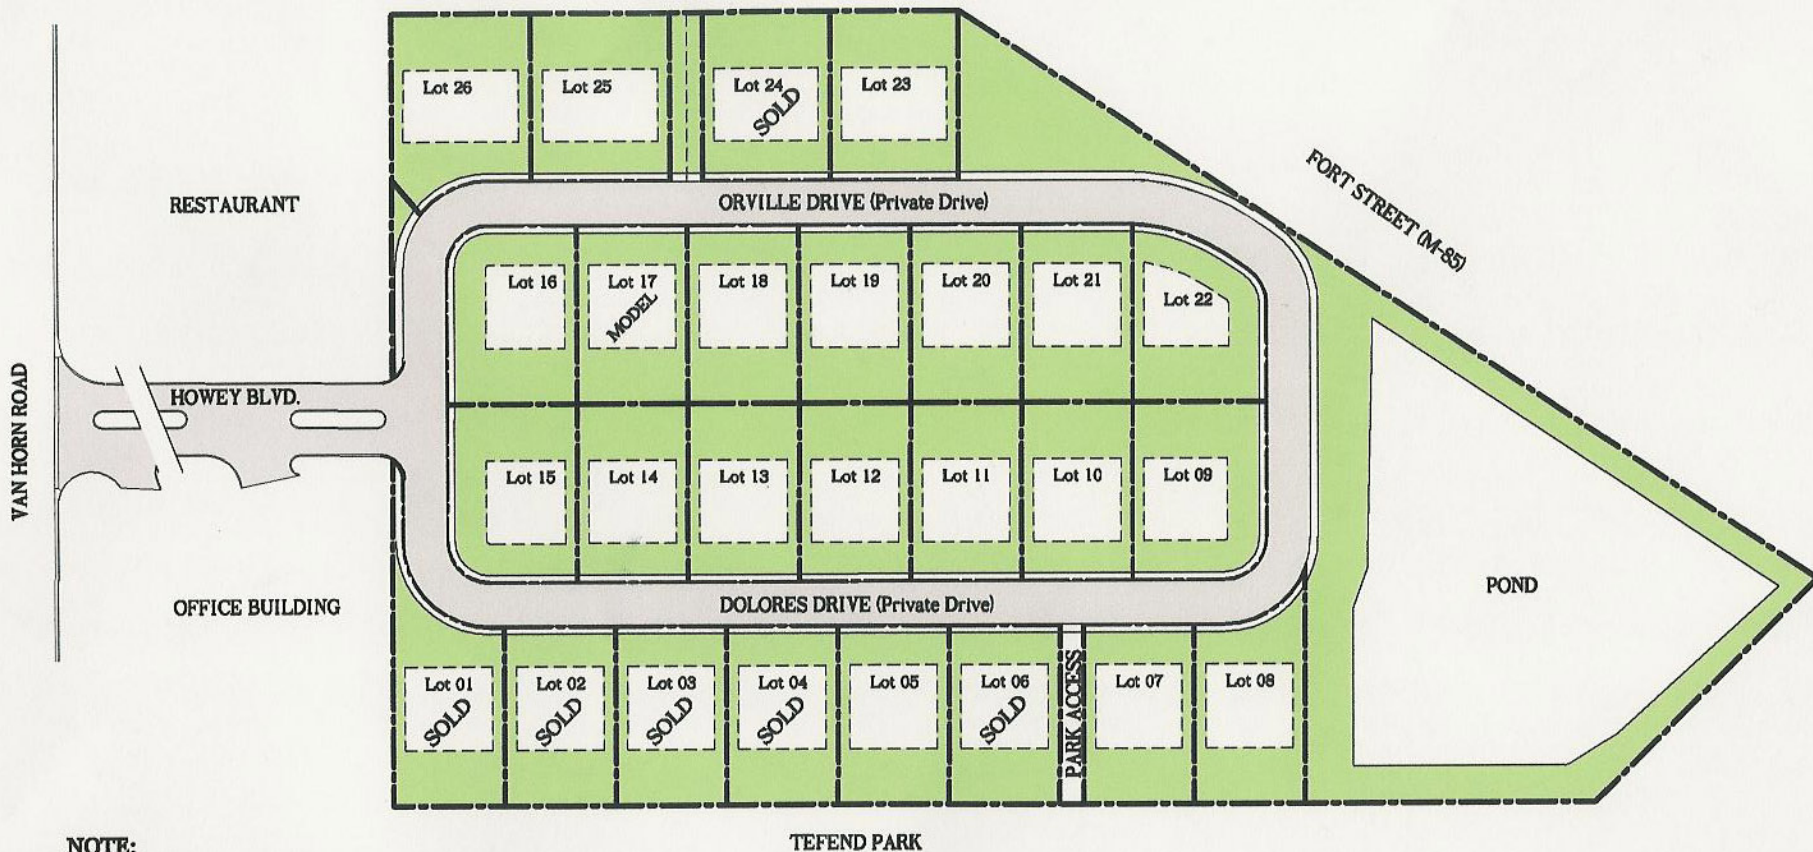 Lot 26
Lot 25
Lot 24
SOLD
Lot 23
RESTAURANT
ORVILLE DRIVE (Private Drive)
FORT STREET (M-85)
Lot 16
Lot 17
MODEL
Lot 18
Lot 19
Lot 20
Lot 21
Lot 22
VAN HORN ROAD
HOWEY BLVD.
Lot 15
Lot 14
Lot 13
Lot 12
Lot 11
Lot 10
Lot 09
OFFICE BUILDING
DOLORES DRIVE (Private Drive)
POND
Lot 01
SOLD
Lot 02
SOLD
Lot 03
SOLD
Lot 04
SOLD
Lot 05
Lot 06
SOLD
PARK ACCESS
Lot 07
Lot 08
NOTE:
TEFEND PARK